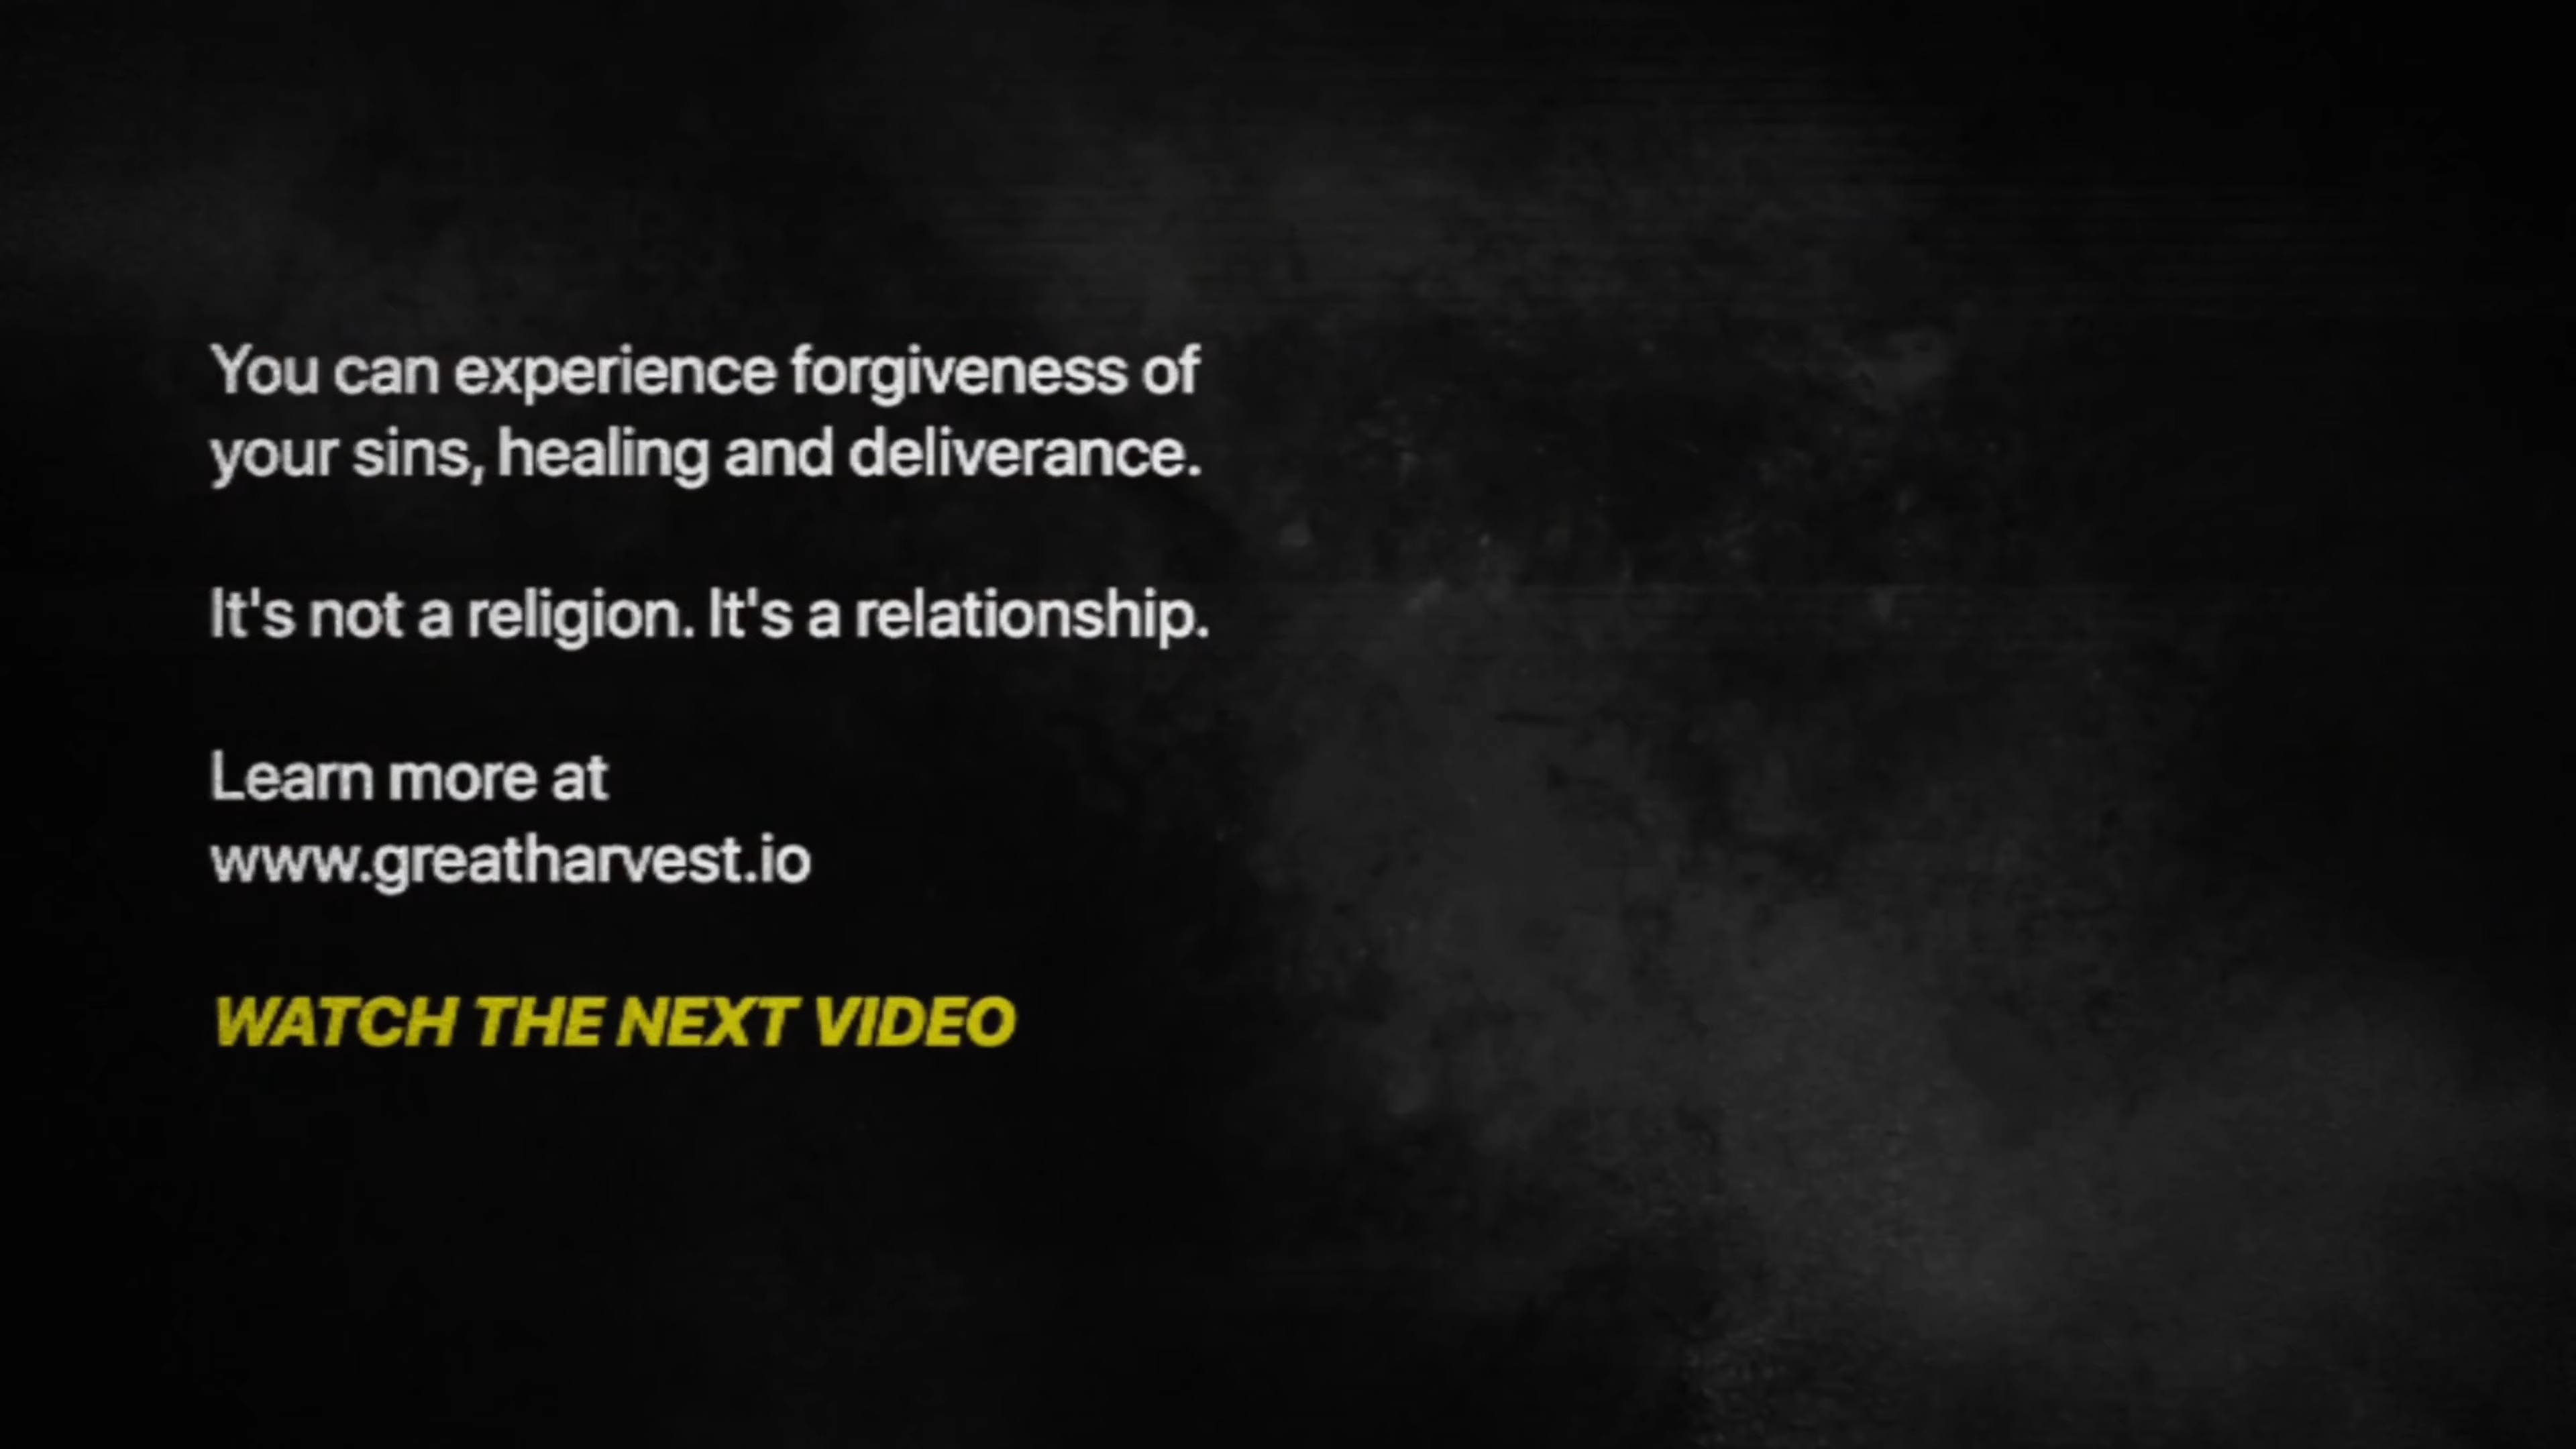 You can experience forgiveness of
your sins, healing and deliverance.
It's not a religion. It's a relationship.
Learn more at
www.greatharvest.io
WATCH THE NEXT VIDEO